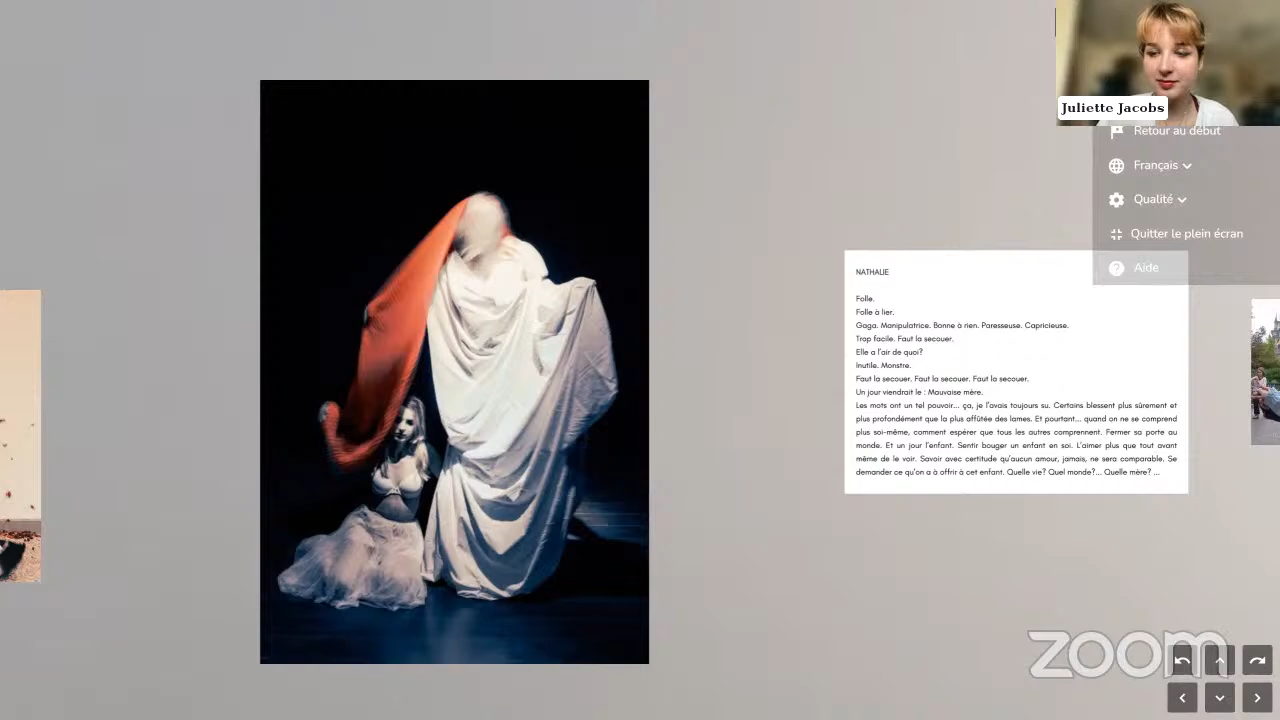 Juliette Jacobs
Retour au début
Français
Qualité
Quitter le plein écran
Aide
NATHALIE
Folle.
Folle à lier.
Gaga. Manipulatrice. Bonne à rien. Paresseuse. Capricieuse.
Trop facile. Faut la secouer.
Elle a l'air de quoi?
Inutile. Monstre.
Faut la secouer. Faut la secouer. Faut la secouer.
Un jour viendrait le : Mauvaise mère.
Les mots ont un tel pouvoir... ça, je l'avais toujours su. Certains blessent plus sûrement et
plus profondément que la plus affûtée des lames. Et pourtant... quand on ne se comprend
plus soi-même, comment espérer que tous les autres comprennent. Fermer sa porte au
monde. Et un jour l'enfant. Sentir bouger un enfant en soi. L'aimer plus que tout avant
même de le voir. Savoir avec certitude qu'aucun amour, jamais, ne sera comparable. Se
demander ce qu'on a à offrir à cet enfant. Quelle vie? Quel monde?... Quelle mère? ...
zoom